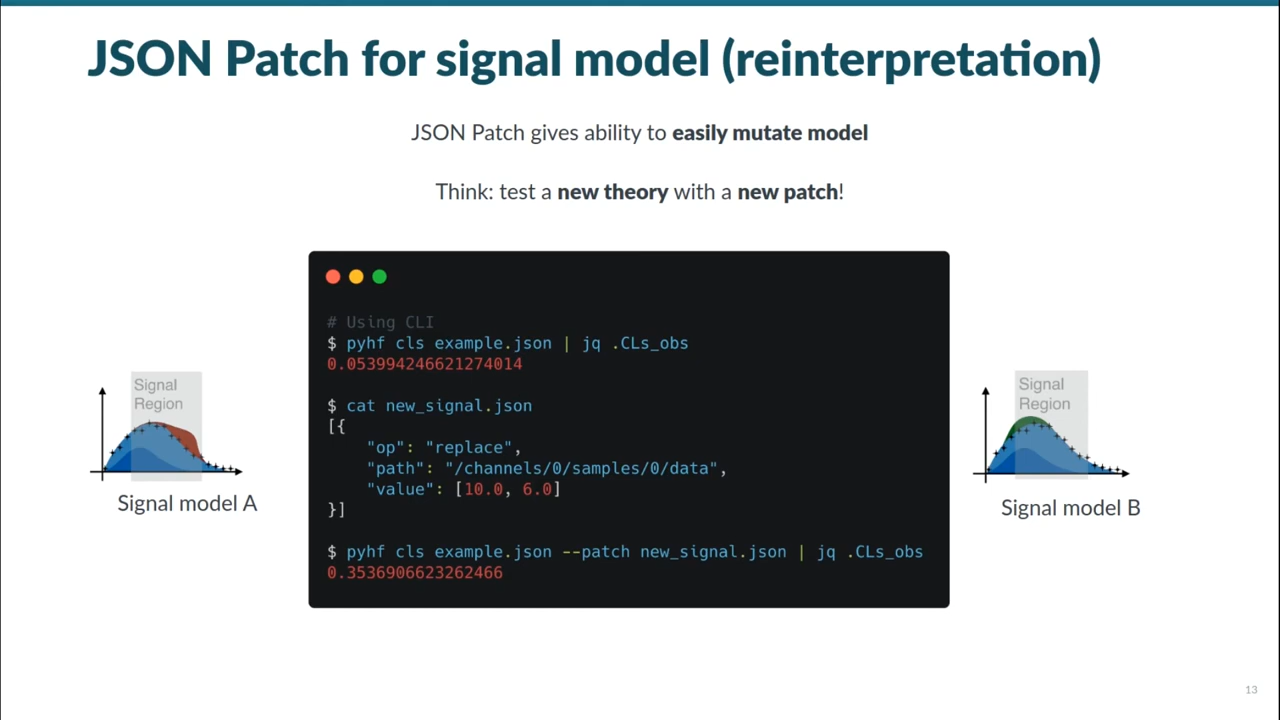 JSON Patch for signal model (reinterpretation)
JSON Patch gives ability to easily mutate model
Think: test a new theory with a new patch!
# Using CLI
$ pyhf cls example.json | jq .CLs_obs
0.053994246621274014
$ cat new_signal.json
[{
"op": "replace",
"path": "/channels/0/samples/0/data",
"value": [10.0, 6.0]
}]
$ pyhf cls example.json --patch new_signal.json | jq .CLs_obs
0.3536906623262466
Signal
Region
Signal model A
Signal
Region
Signal model B
13